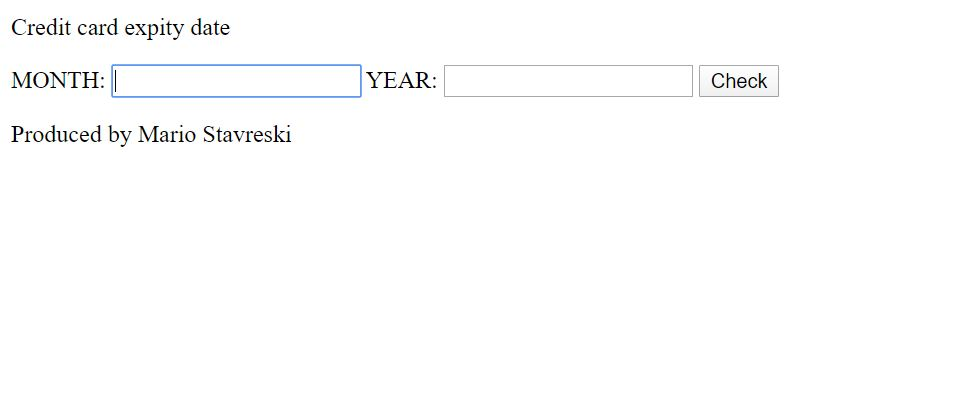 Credit card expity date
MONTH: YEAR: Check
Produced by Mario Stavreski